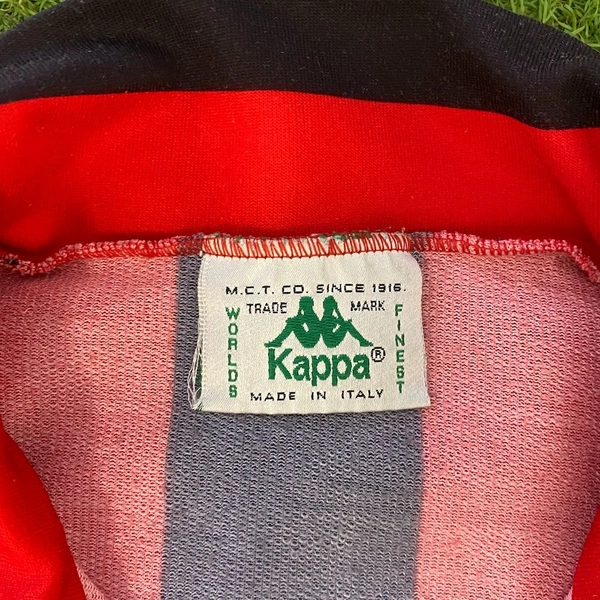 M.C.T. CO. SINCE 1916.
TRADE MARK
WORLDS
FINEST
Kappa®
MADE IN ITALY